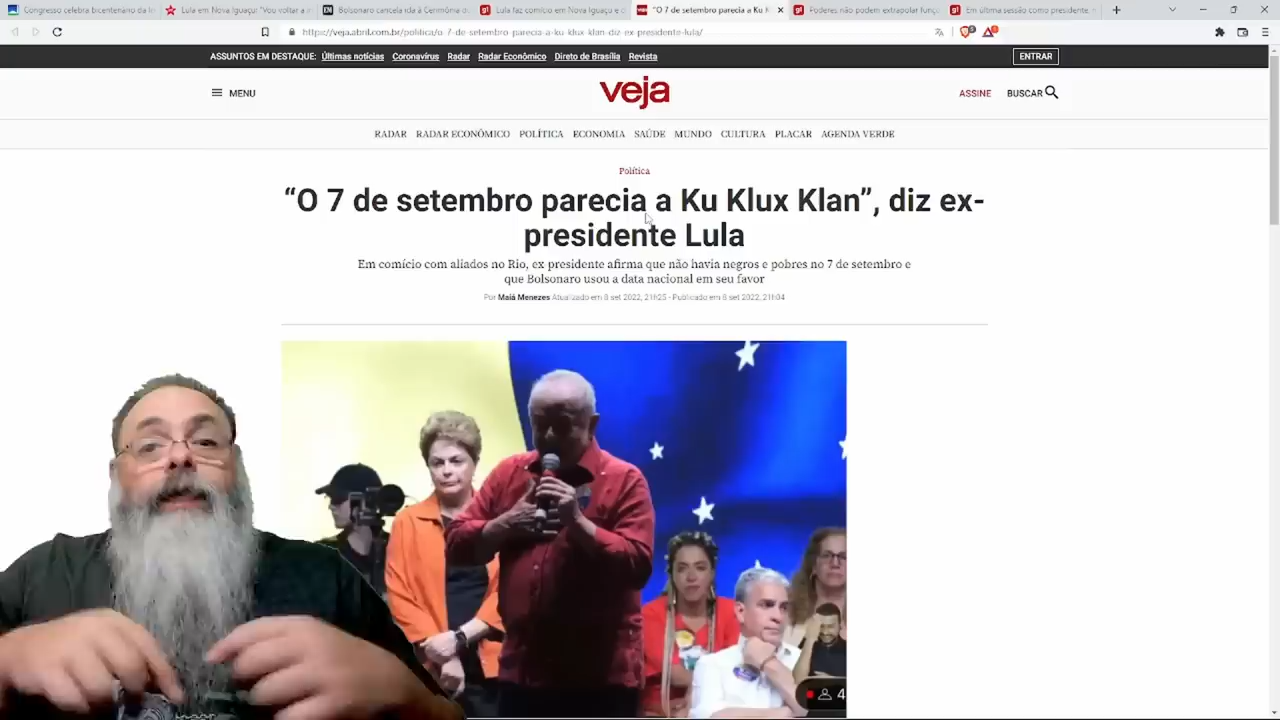 Congresso celebra bicentenário da In
Lula em Nova Iguaçu: "Vou voltar a
Bolsonaro cancela ida à Cerimônia d
Lula faz comício em Nova Iguaçu e c
"O 7 de setembro parecia a Ku K
Poderes não podem extrapolar funç
Em última sessão como presidente,
https://veja.abril.com.br/politica/o-7-de-setembro-parecia-a-ku-klux-klan-diz-ex-presidente-lula/
ASSUNTOS EM DESTAQUE: Últimas notícias Coronavírus Radar Radar Econômico Direto de Brasília Revista ENTRAR
MENU veja ASSINE BUSCAR
RADAR RADAR ECONÔMICO POLÍTICA ECONOMIA SAÚDE MUNDO CULTURA PLACAR AGENDA VERDE
Política
“O 7 de setembro parecia a Ku Klux Klan”, diz ex-
presidente Lula
Em comício com aliados no Rio, ex presidente afirma que não havia negros e pobres no 7 de setembro e
que Bolsonaro usou a data nacional em seu favor
Por Maiá Menezes Atualizado em 8 set 2022, 21h25 - Publicado em 8 set 2022, 21h04
4